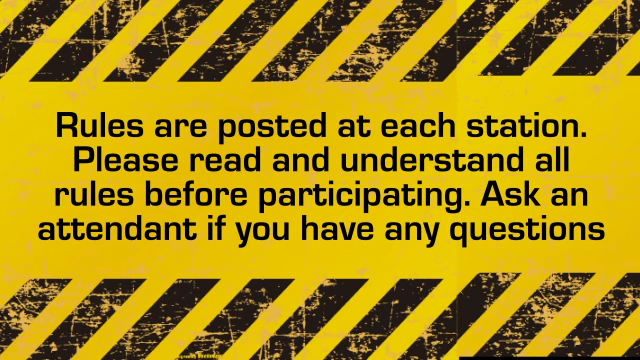 Rules are posted at each station.
Please read and understand all
rules before participating. Ask an
attendant if you have any questions